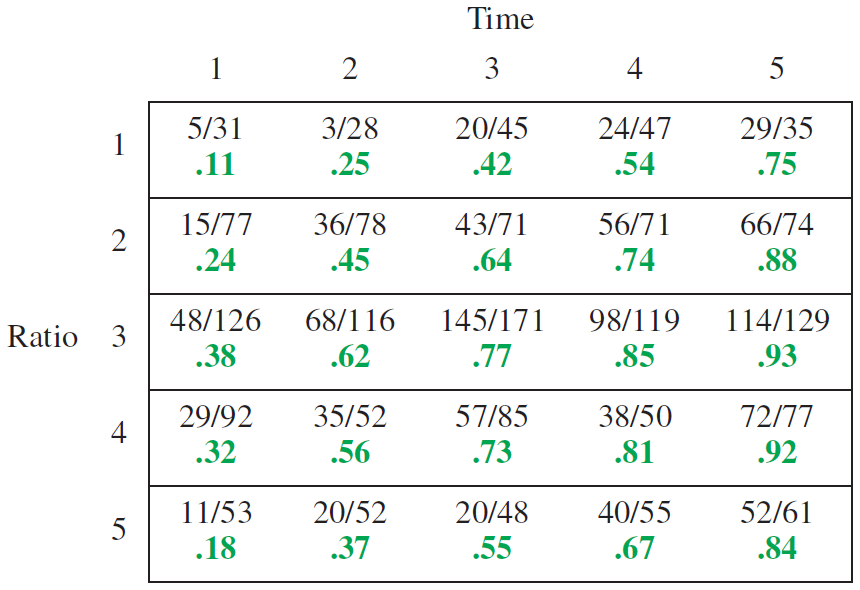 Time
1 2 3 4 5
1 5/31 3/28 20/45 24/47 29/35
.11 .25 .42 .54 .75
2 15/77 36/78 43/71 56/71 66/74
.24 .45 .64 .74 .88
Ratio 3 48/126 68/116 145/171 98/119 114/129
.38 .62 .77 .85 .93
4 29/92 35/52 57/85 38/50 72/77
.32 .56 .73 .81 .92
5 11/53 20/52 20/48 40/55 52/61
.18 .37 .55 .67 .84